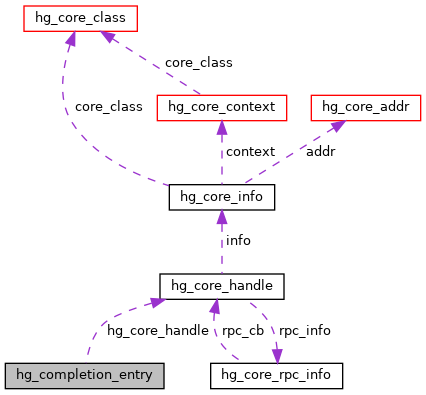 hg_core_class
core_class
hg_core_context
hg_core_addr
core_class
context
addr
hg_core_info
info
hg_core_handle
hg_core_handle
rpc_cb
rpc_info
hg_completion_entry
hg_core_rpc_info